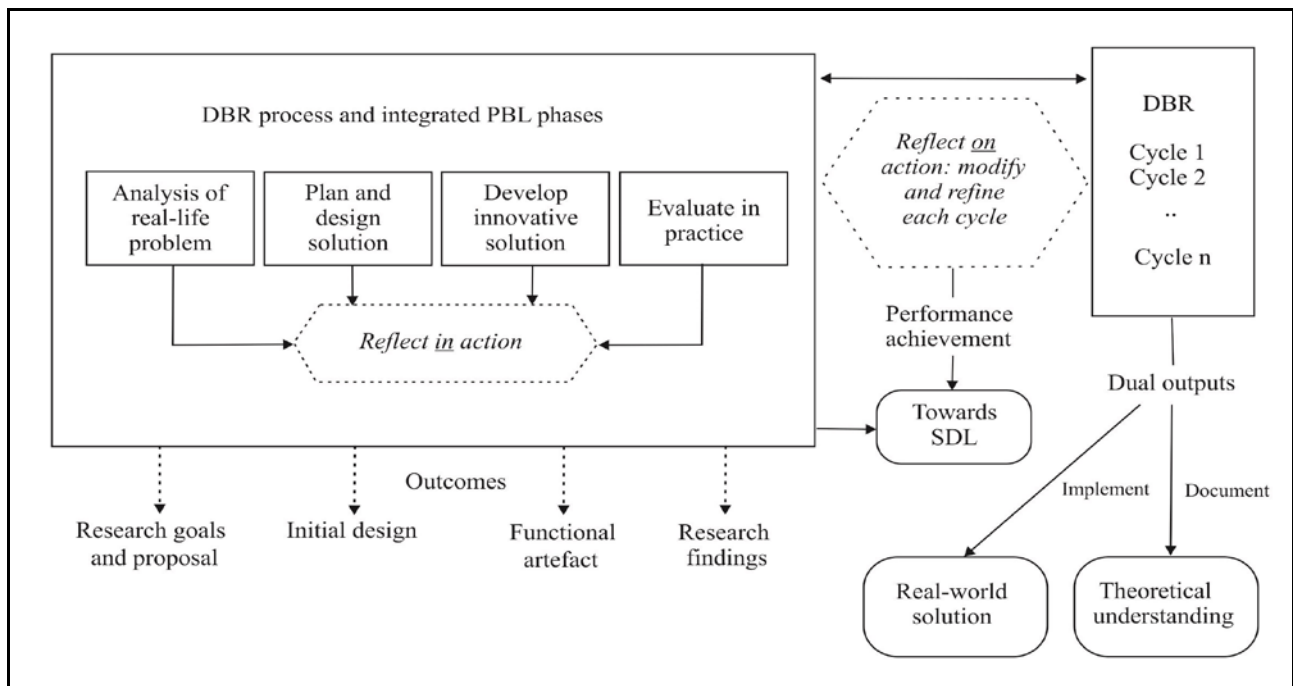 DBR process and integrated PBL phases
Analysis of
real-life
problem
Plan and
design
solution
Develop
innovative
solution
Evaluate in
practice
Reflect in action
Outcomes
Research goals
and proposal
Initial design
Functional
artefact
Research
findings
Reflect on
action: modify
and refine
each cycle
Performance
achievement
Towards
SDL
DBR
Cycle 1
Cycle 2
..
Cycle n
Dual outputs
Implement
Document
Real-world
solution
Theoretical
understanding